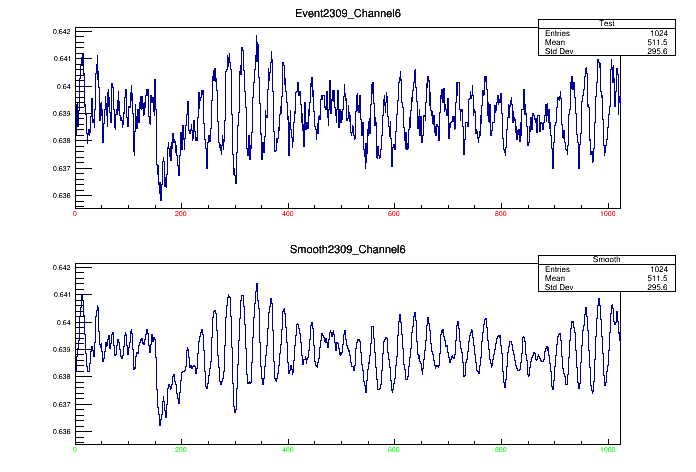 Event2309_Channel6
Test
Entries 1024
Mean 511.5
Std Dev 295.6
0.642
0.641
0.64
0.639
0.638
0.637
0.636
0 200 400 600 800 1000
Smooth2309_Channel6
Smooth
Entries 1024
Mean 511.5
Std Dev 295.6
0.642
0.641
0.64
0.639
0.638
0.637
0.636
0 200 400 600 800 1000